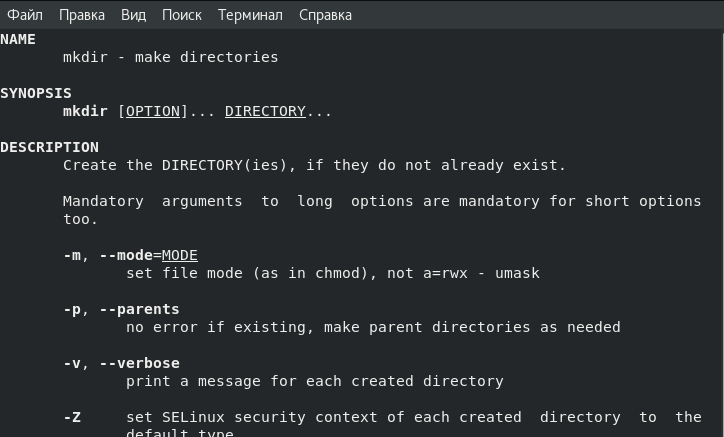 Файл Правка Вид Поиск Терминал Справка
NAME
mkdir - make directories
SYNOPSIS
mkdir [OPTION]... DIRECTORY...
DESCRIPTION
Create the DIRECTORY(ies), if they do not already exist.
Mandatory arguments to long options are mandatory for short options
too.
-m, --mode=MODE
set file mode (as in chmod), not a=rwx - umask
-p, --parents
no error if existing, make parent directories as needed
-v, --verbose
print a message for each created directory
-Z set SELinux security context of each created directory to the
default type